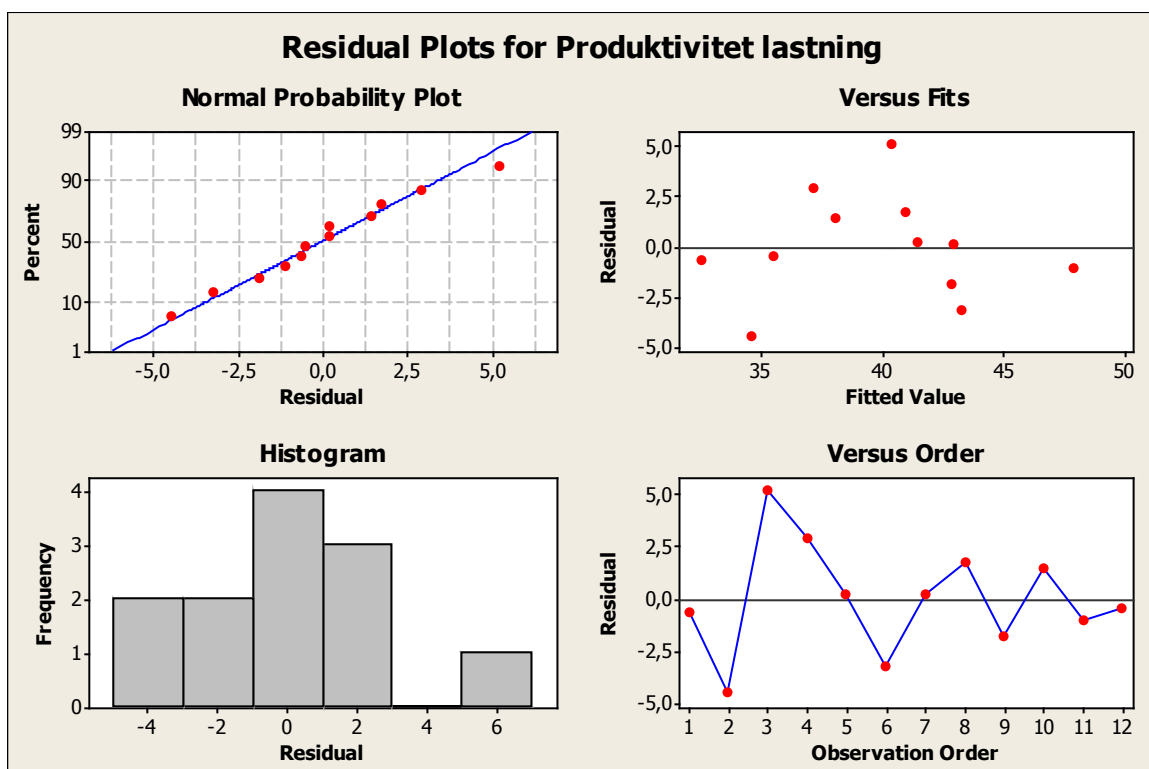 Residual Plots for Produktivitet lastning
Normal Probability Plot
99
90
50
10
1
Percent
-5,0 -2,5 0,0 2,5 5,0
Residual
Versus Fits
5,0
2,5
0,0
-2,5
-5,0
Residual
35 40 45 50
Fitted Value
Histogram
4
3
2
1
0
Frequency
-4 -2 0 2 4 6
Residual
Versus Order
5,0
2,5
0,0
-2,5
-5,0
Residual
1 2 3 4 5 6 7 8 9 10 11 12
Observation Order